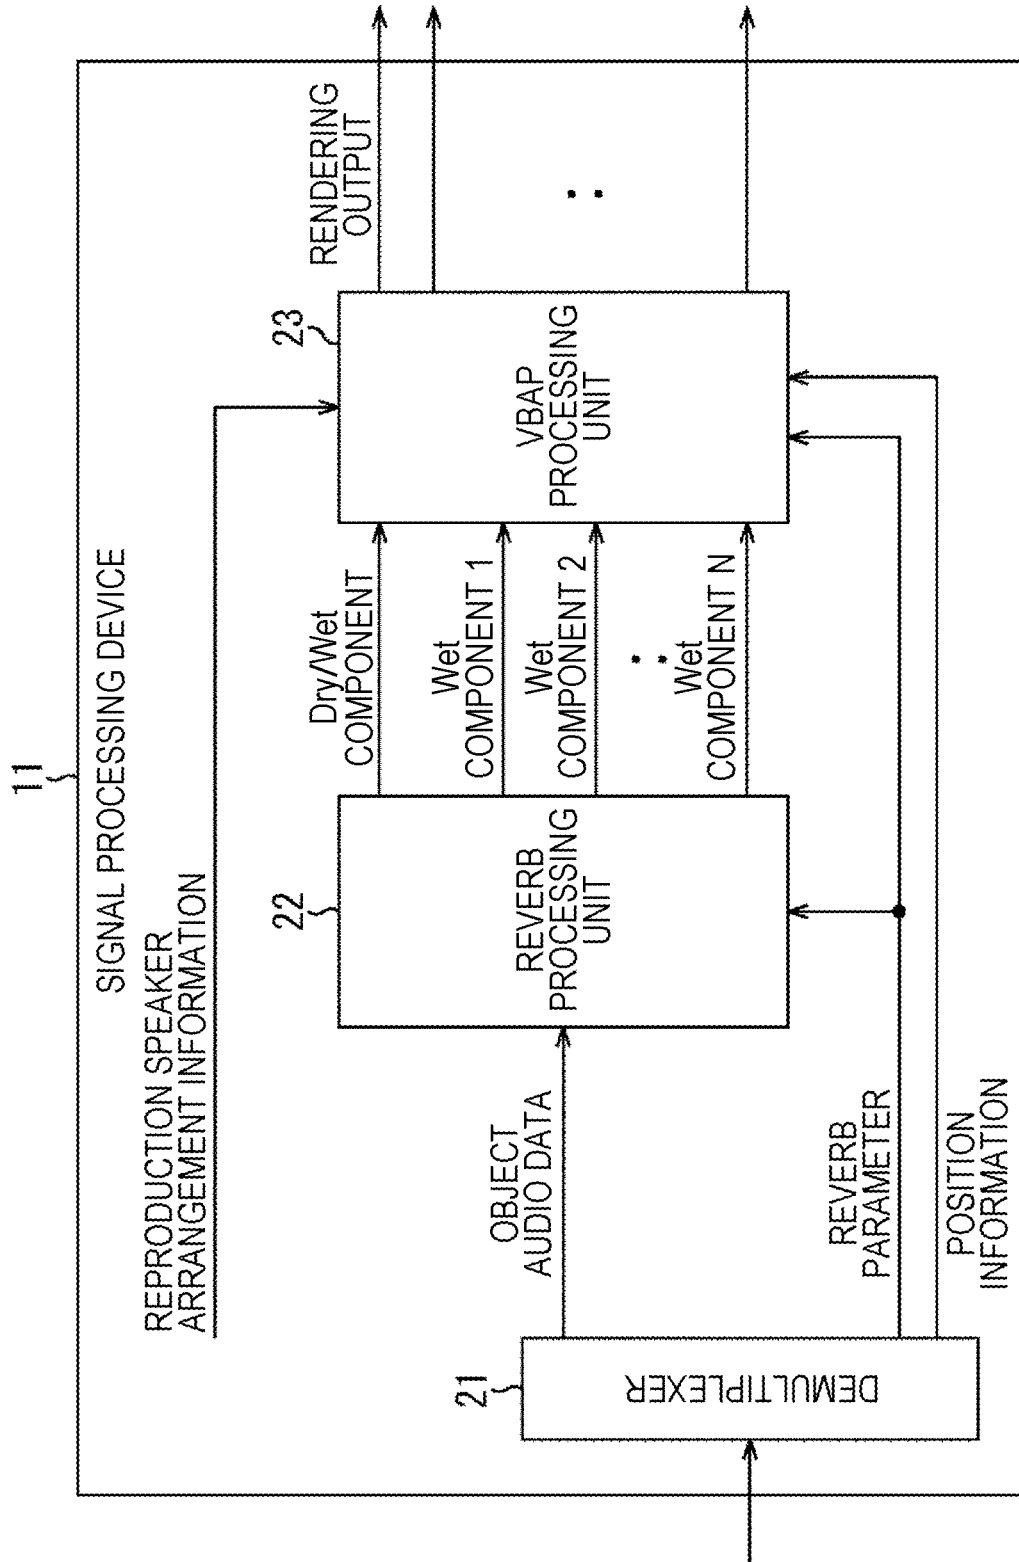 11
SIGNAL PROCESSING DEVICE
REPRODUCTION SPEAKER
ARRANGEMENT INFORMATION
21
DEMULTIPLEXER
OBJECT
AUDIO DATA
REVERB
PARAMETER
POSITION
INFORMATION
22
REVERB
PROCESSING
UNIT
Dry/Wet
COMPONENT
Wet
COMPONENT 1
Wet
COMPONENT 2
Wet
COMPONENT N
23
VBAP
PROCESSING
UNIT
RENDERING
OUTPUT